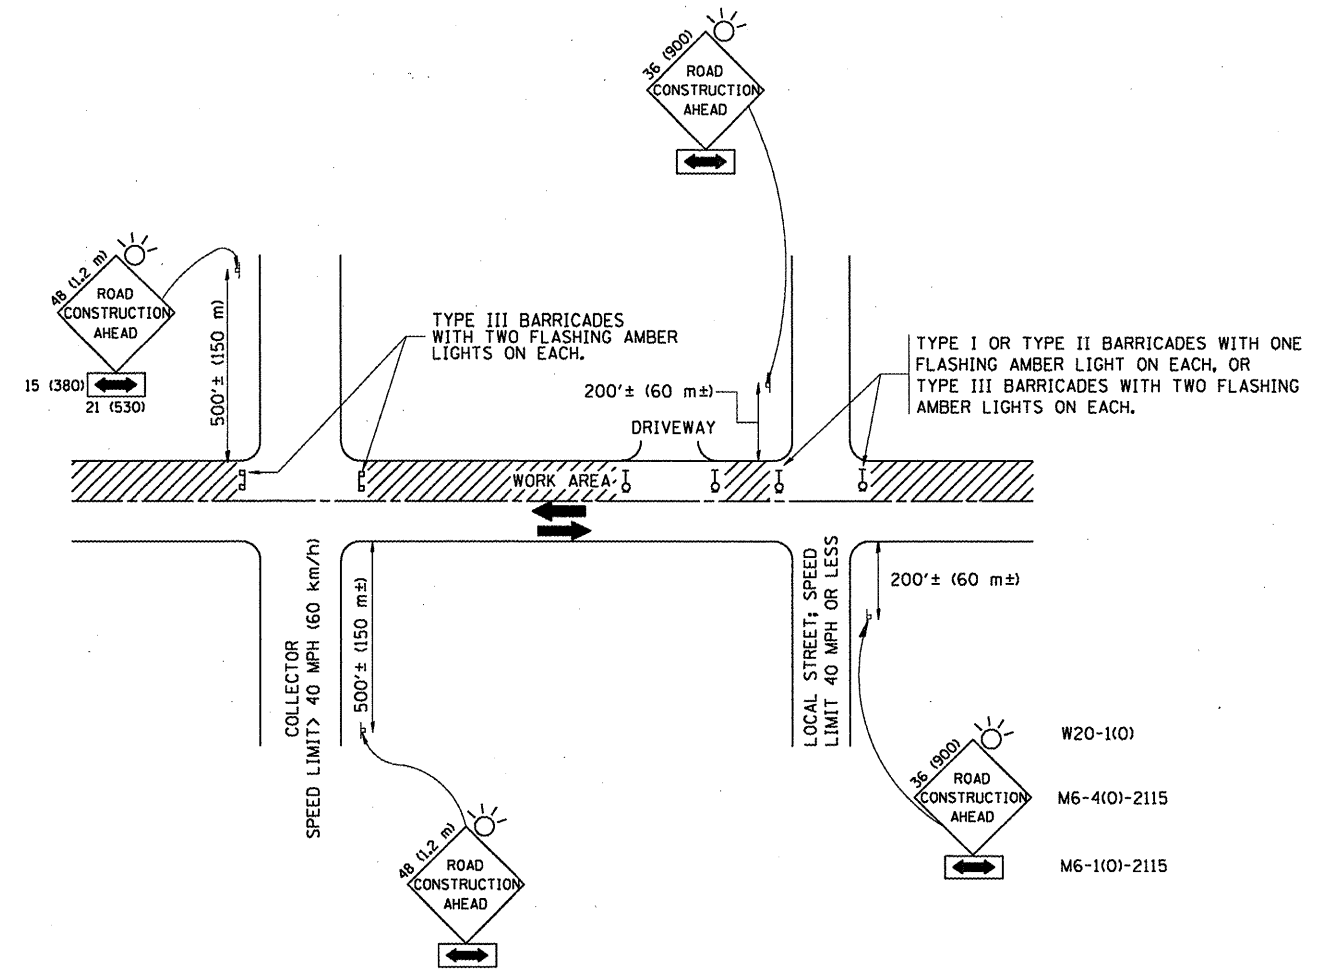 36 (900)
ROAD
CONSTRUCTION
AHEAD
48 (1.2 m)
ROAD
CONSTRUCTION
AHEAD
15 (380)
21 (530)
500'± (150 m)
TYPE III BARRICADES
WITH TWO FLASHING AMBER
LIGHTS ON EACH.
200'± (60 m±)
DRIVEWAY
TYPE I OR TYPE II BARRICADES WITH ONE
FLASHING AMBER LIGHT ON EACH, OR
TYPE III BARRICADES WITH TWO FLASHING
AMBER LIGHTS ON EACH.
WORK AREA
COLLECTOR
SPEED LIMIT> 40 MPH (60 km/h)
500'± (150 m±)
LOCAL STREET; SPEED
LIMIT 40 MPH OR LESS
200'± (60 m±)
36 (900)
ROAD
CONSTRUCTION
AHEAD
W20-1(O)
M6-4(O)-2115
M6-1(O)-2115
48 (1.2 m)
ROAD
CONSTRUCTION
AHEAD